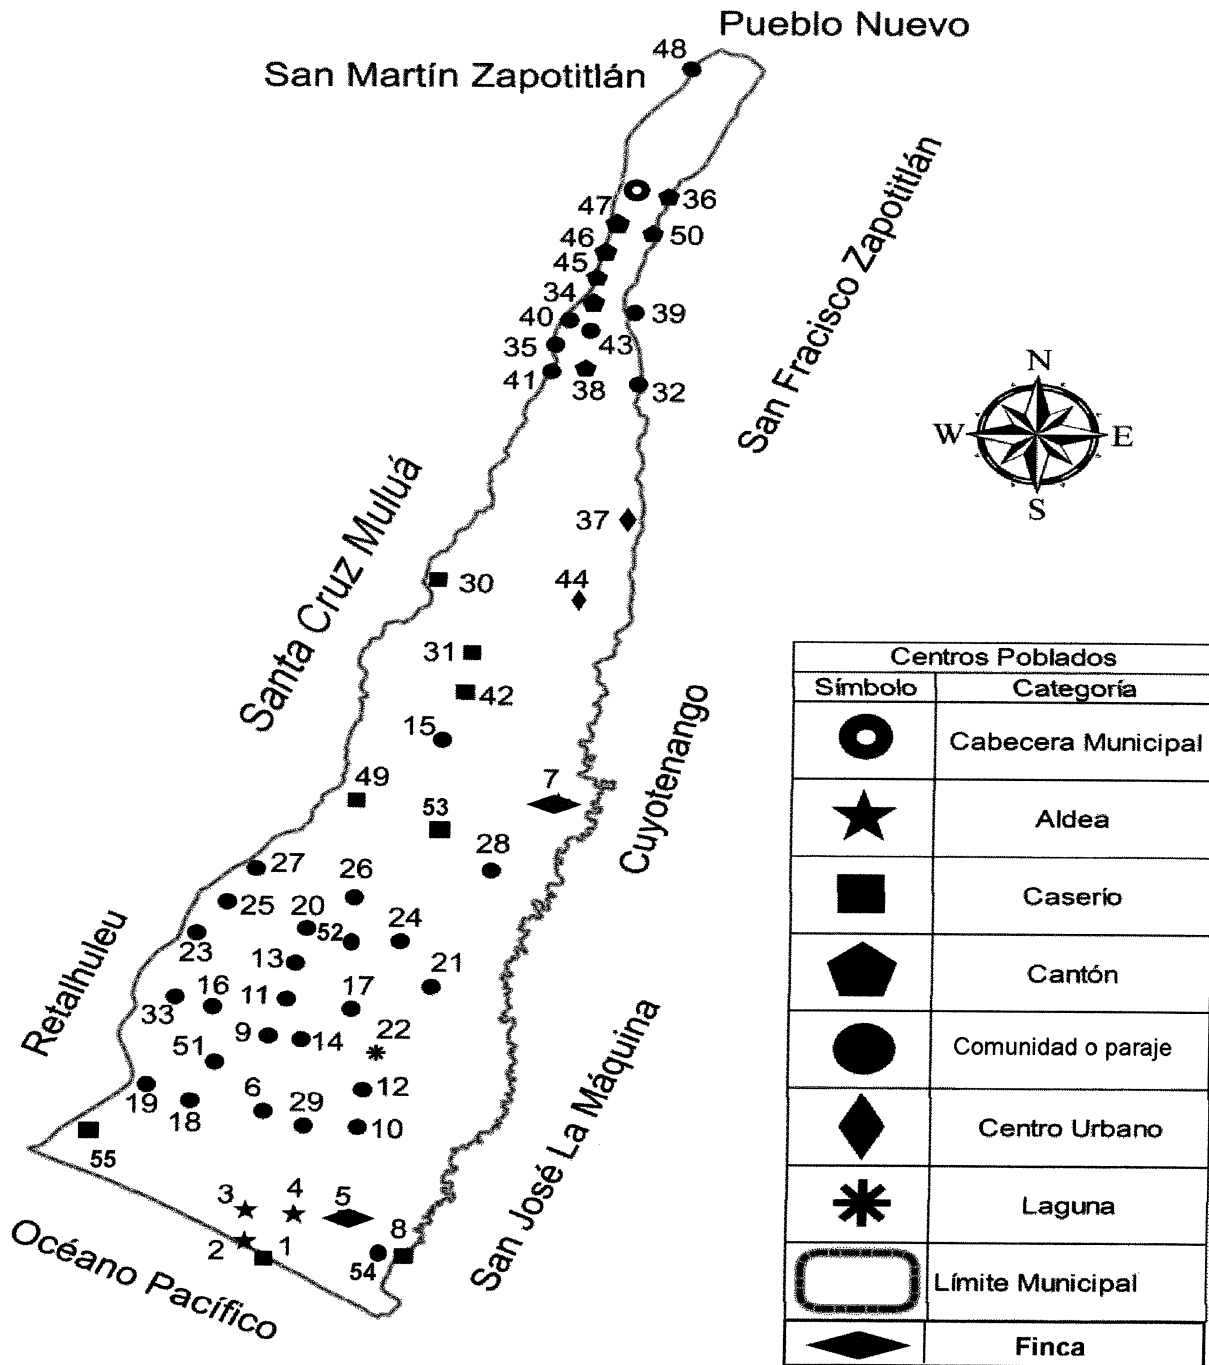 Pueblo Nuevo
48
San Martín Zapotitlán
36
47
50
46
45
San Fracisco Zapotitlán
34
40
39
43
35
41
38
32
N
W
E
S
Santa Cruz Muluá
37
30
44
31
42
15
Cuyotenango
49
7
53
28
27
26
25
20
52
24
23
13
21
Retalhuleu
16
11
17
33
9
14
22
51
San José La Máquina
12
19
18
6
29
10
55
3
4
5
2
1
54
8
Océano Pacífico
Centros Poblados
Símbolo
Categoría
Cabecera Municipal
Aldea
Caserío
Cantón
Comunidad o paraje
Centro Urbano
Laguna
Límite Municipal
Finca